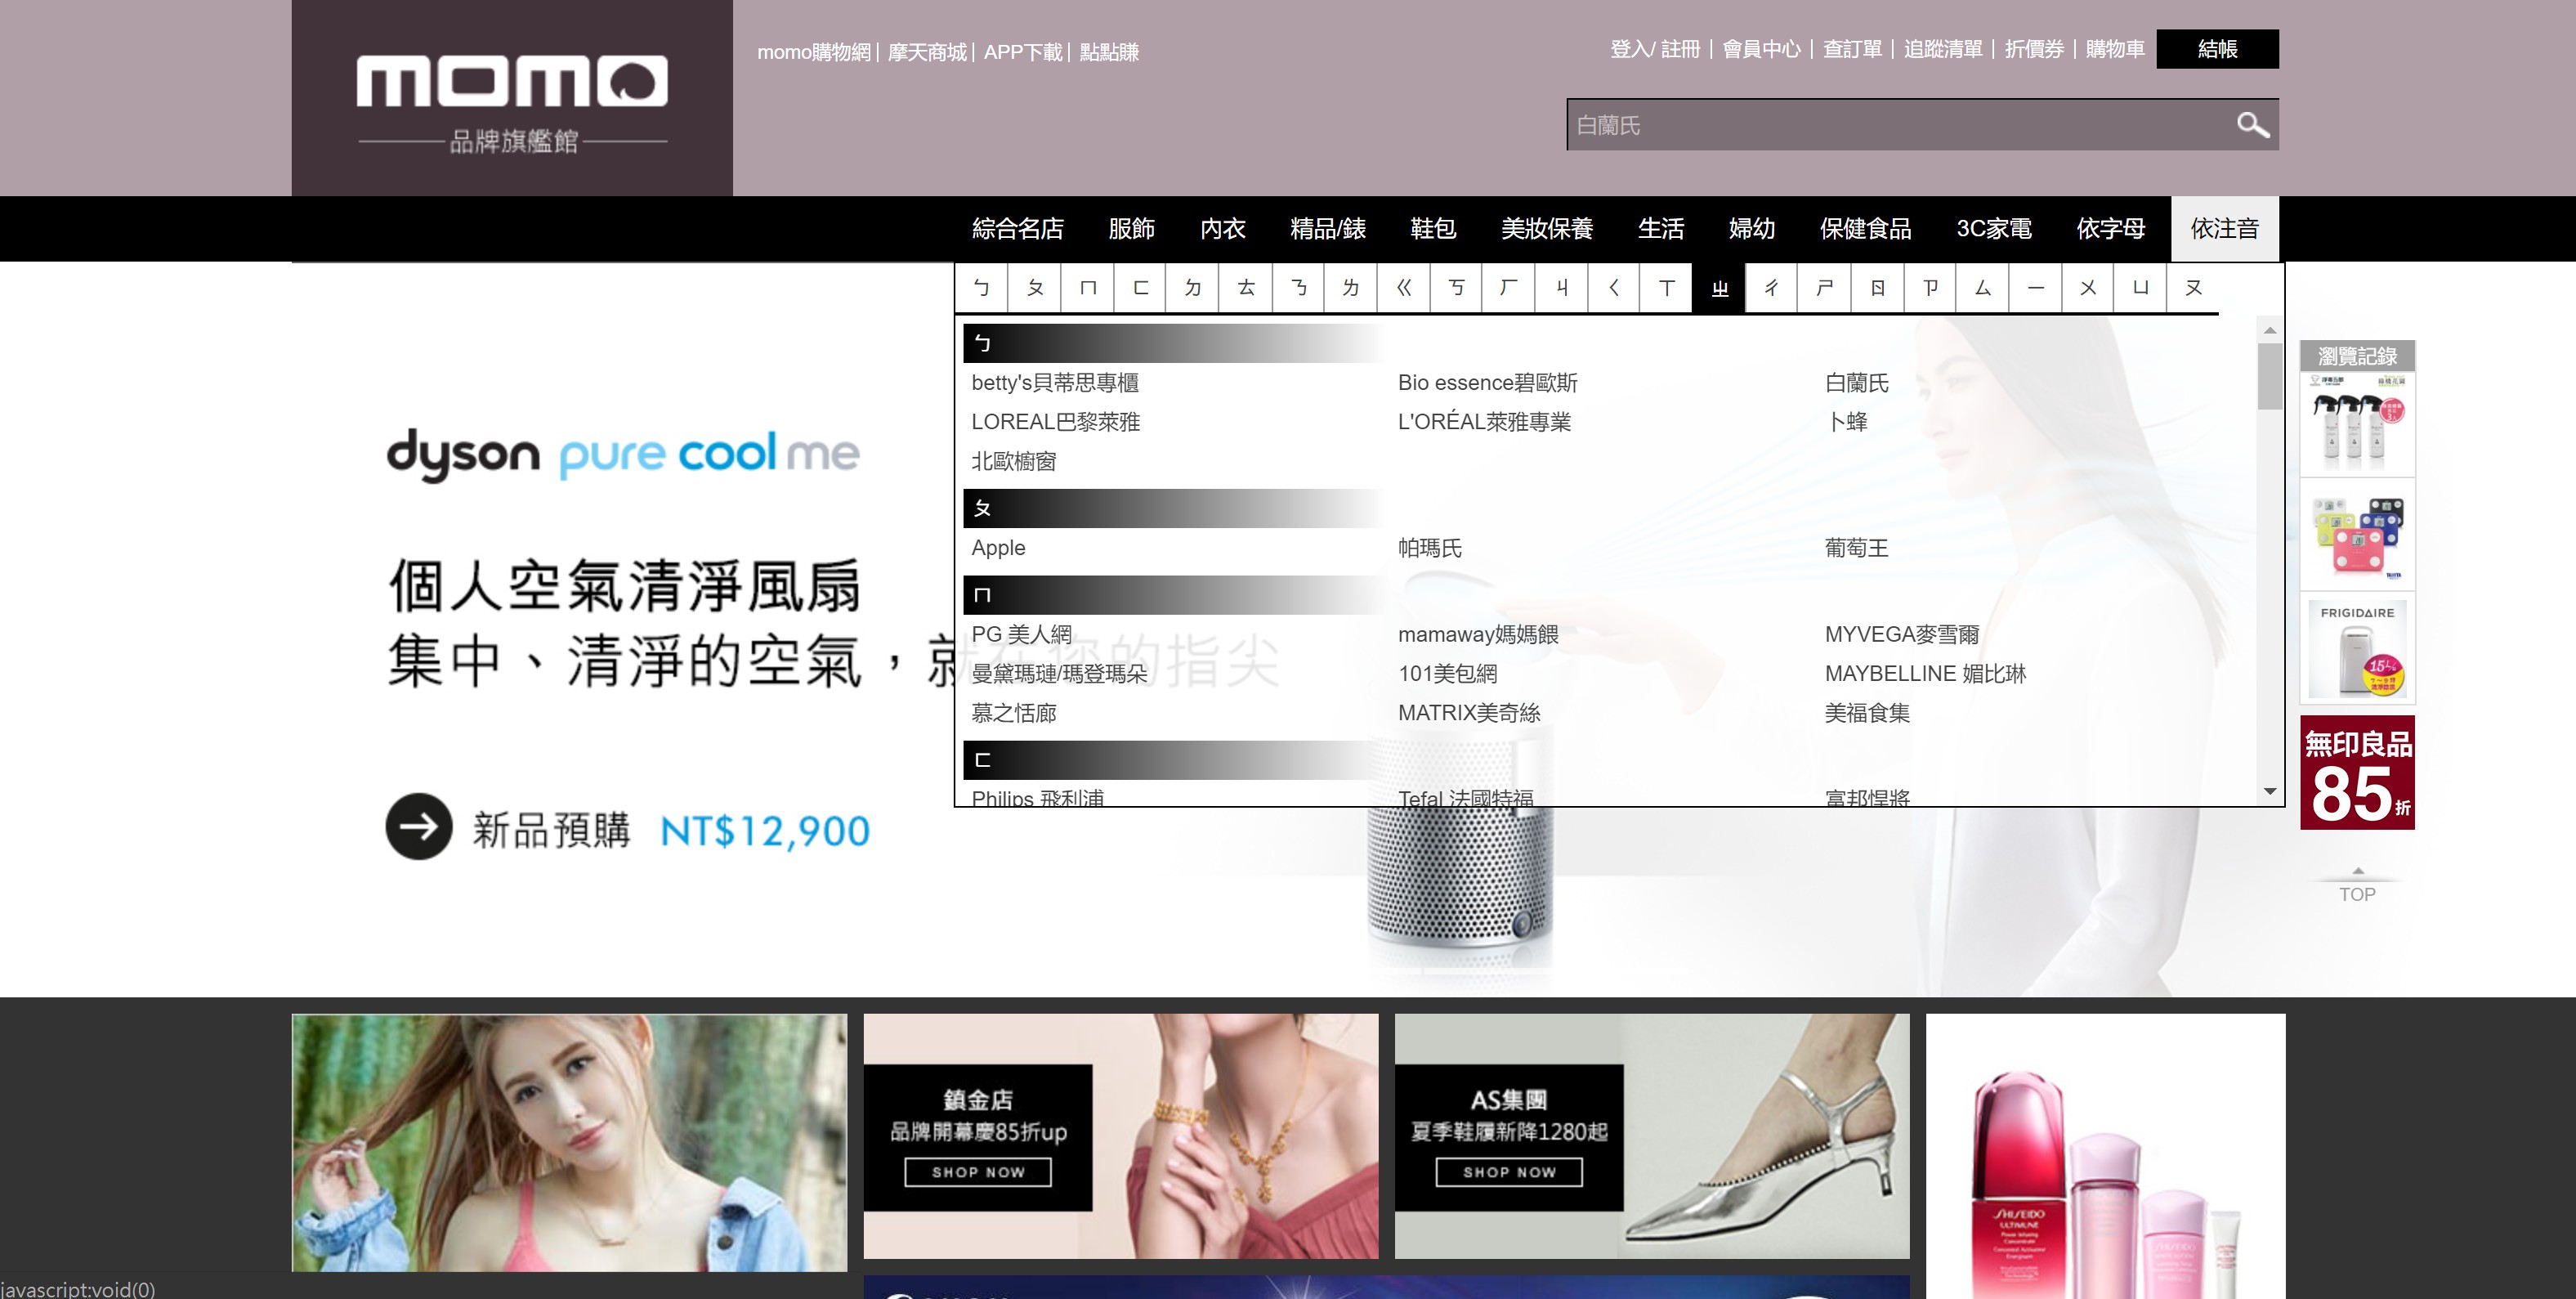 momo
品牌旗艦館
momo購物網| 摩天商城| APP下載| 點點賺
登入/ 註冊 | 會員中心 | 查訂單 | 追蹤清單 | 折價券 | 購物車 結帳
白蘭氏
綜合名店 服飾 內衣 精品/錶 鞋包 美妝保養 生活 婦幼 保健食品 3C家電 依字母 依注音
ㄅ ㄆ ㄇ ㄈ ㄉ ㄊ ㄋ ㄌ ㄍ ㄎ ㄏ ㄐ ㄑ ㄒ ㄓ ㄔ ㄕ ㄖ ㄗ ㄙ ㄧ ㄨ ㄩ ㄡ
ㄅ
betty's貝蒂思專櫃 Bio essence碧歐斯 白蘭氏
LOREAL巴黎萊雅 L'ORÉAL萊雅專業 卜蜂
北歐櫥窗
ㄆ
Apple 帕瑪氏 葡萄王
ㄇ
PG 美人網 mamaway媽媽餵 MYVEGA麥雪爾
曼黛瑪璉/瑪登瑪朵 101美包網 MAYBELLINE 媚比琳
慕之恬廊 MATRIX美奇絲 美福食集
ㄈ
Philips 飛利浦 Tefal 法國特福 富邦悍將
dyson pure cool me
個人空氣清淨風扇
集中、清淨的空氣，就在您的指尖
新品預購 NT$12,900
瀏覽記錄
TANITA
FRIGIDAIRE
無印良品
85折
TOP
鎮金店
品牌開幕慶85折up
SHOP NOW
AS集團
夏季鞋履新降1280起
SHOP NOW
SHISEIDO
ULTIMUNE
Power Infusing
Concentrate
javascript:void(0)